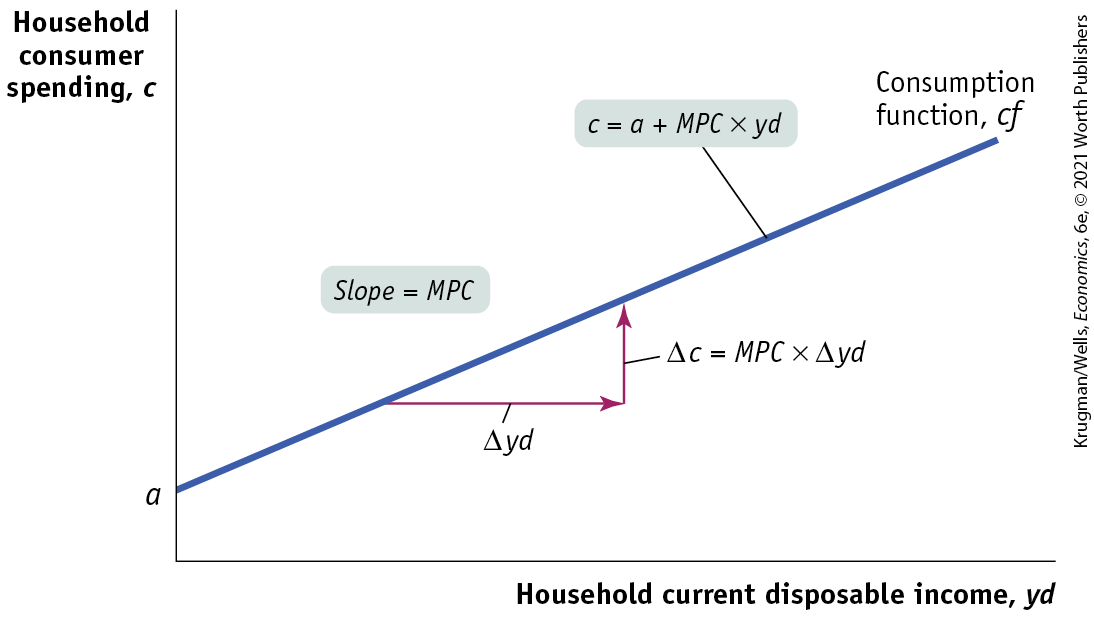 Household
consumer
spending, c
Consumption
function, cf
c = a + MPC × yd
Slope = MPC
Δc = MPC × Δyd
Δyd
a
Household current disposable income, yd
Krugman/Wells, Economics, 6e, © 2021 Worth Publishers